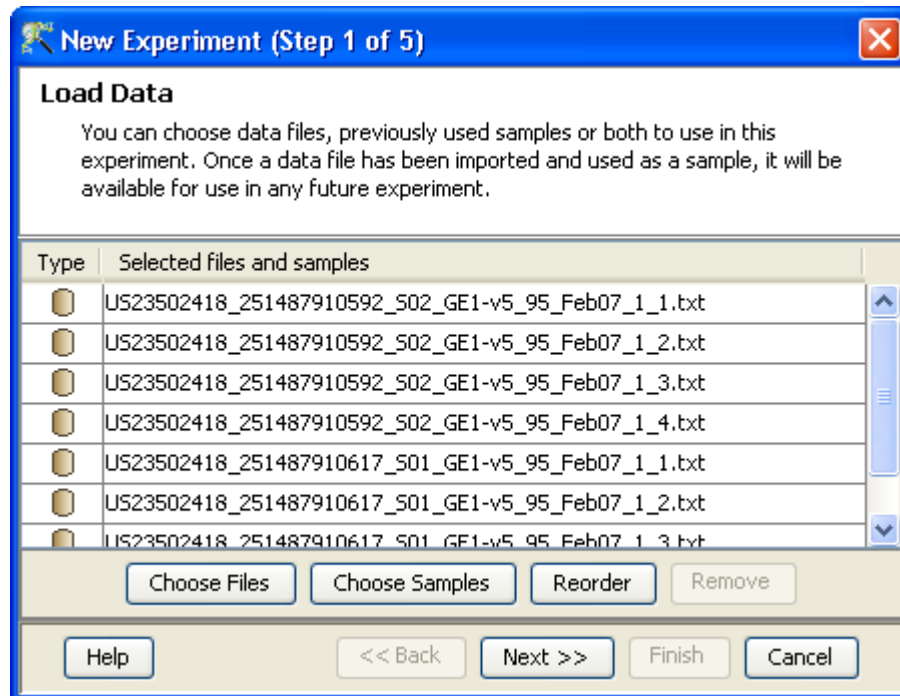 New Experiment (Step 1 of 5)
Load Data
You can choose data files, previously used samples or both to use in this
experiment. Once a data file has been imported and used as a sample, it will be
available for use in any future experiment.
Type Selected files and samples
US23502418_251487910592_S02_GE1-v5_95_Feb07_1_1.txt
US23502418_251487910592_S02_GE1-v5_95_Feb07_1_2.txt
US23502418_251487910592_S02_GE1-v5_95_Feb07_1_3.txt
US23502418_251487910592_S02_GE1-v5_95_Feb07_1_4.txt
US23502418_251487910617_S01_GE1-v5_95_Feb07_1_1.txt
US23502418_251487910617_S01_GE1-v5_95_Feb07_1_2.txt
US23502418_251487910617_S01_GE1-v5_95_Feb07_1_3.txt
Choose Files Choose Samples Reorder Remove
Help << Back Next >> Finish Cancel